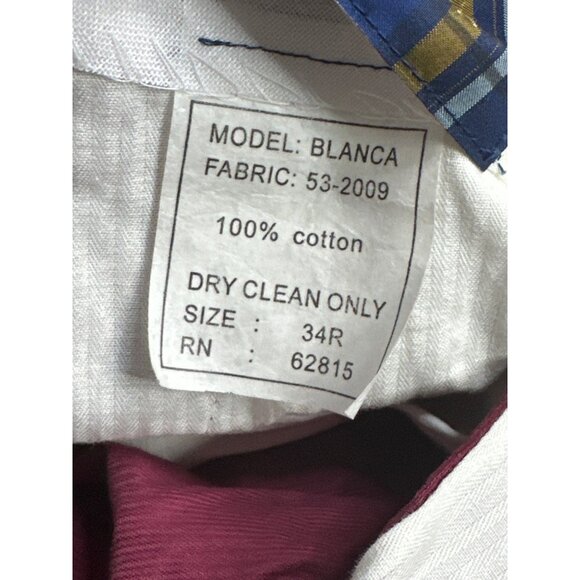 MODEL: BLANCA
FABRIC: 53-2009
100% cotton
DRY CLEAN ONLY
SIZE : 34R
RN : 62815